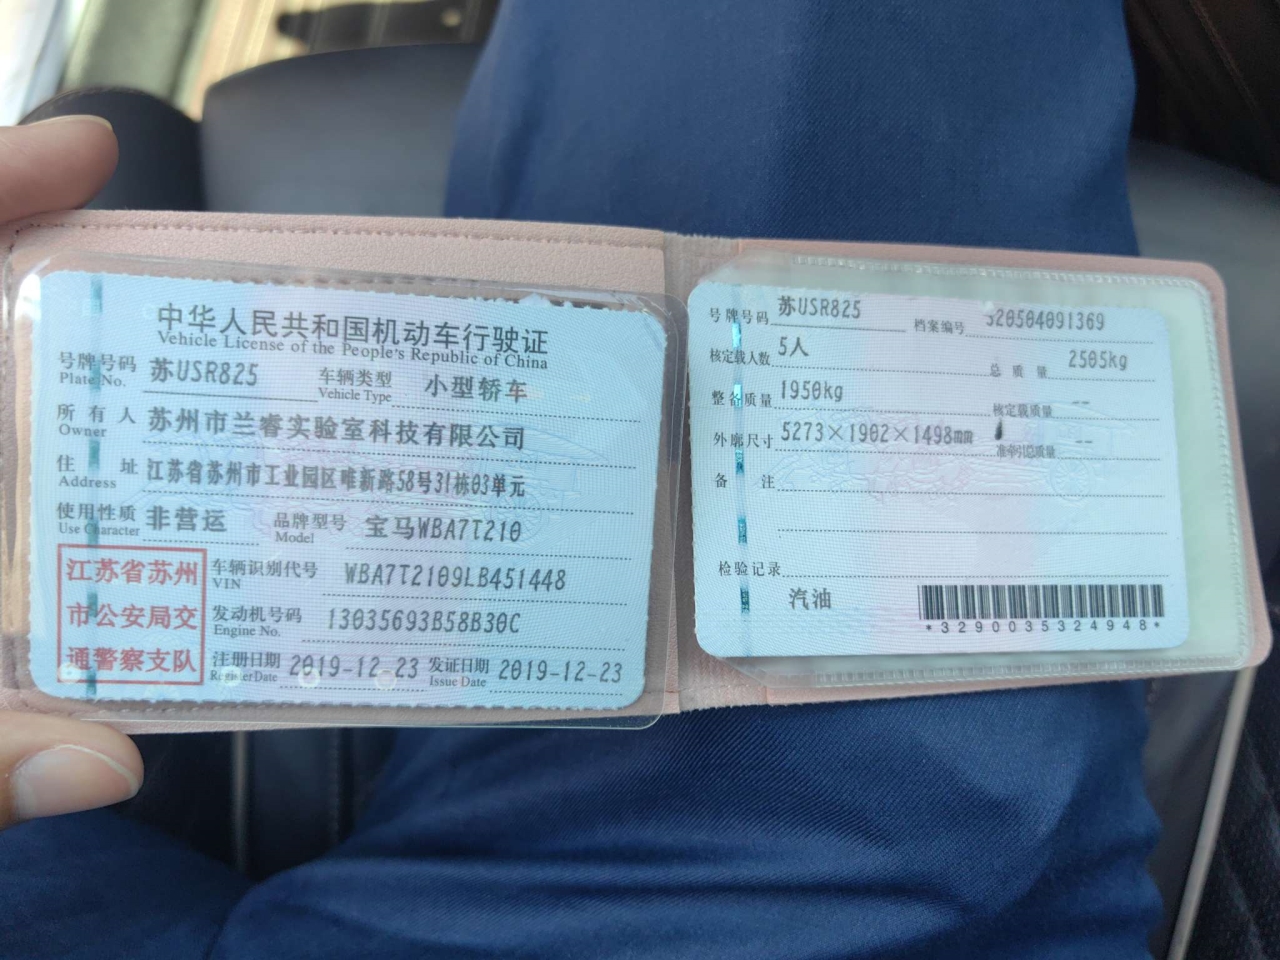 中华人民共和国机动车行驶证
Vehicle License of the People's Republic of China
号牌号码 苏USR825 车辆类型 小型轿车
Plate No. Vehicle Type
所有人 苏州市兰睿实验室科技有限公司
Owner
住址 江苏省苏州市工业园区唯新路58号31栋03单元
Address
使用性质 非营运 品牌型号 宝马WBA7T210
Use Character Model
江苏省苏州
市公安局交
通警察支队
车辆识别代号 WBA7T2109LB451448
VIN
发动机号码 13035693B58B30C
Engine No.
注册日期 2019-12-23 发证日期 2019-12-23
Register Date Issue Date
号牌号码 苏USR825 档案编号 320504091369
核定载人数 5人 总质量 2505kg
整备质量 1950kg 核定载质量 --
外廓尺寸 5273×1902×1498mm 准牵引总质量 --
备注
检验记录
汽油
*3290035324948*